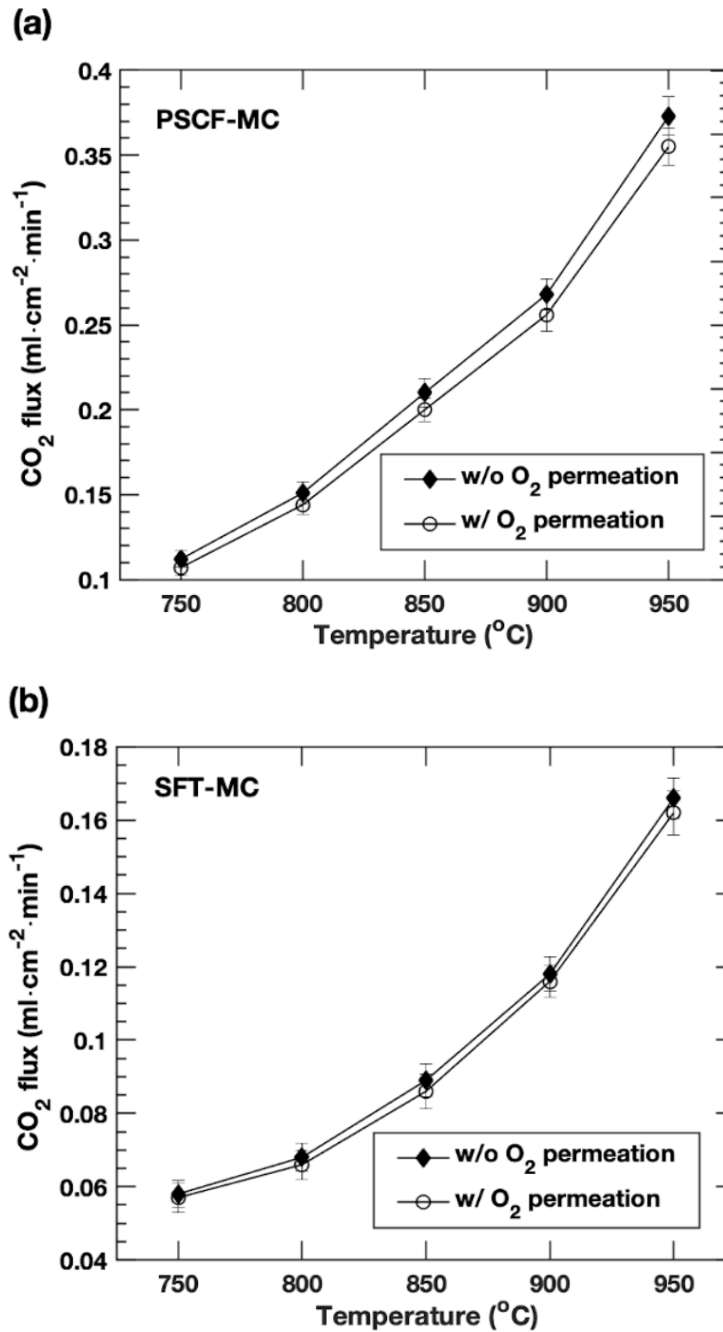 (a)
PSCF-MC
CO₂ flux (ml·cm⁻²·min⁻¹)
0.4
0.35
0.3
0.25
0.2
0.15
0.1
w/o O₂ permeation
w/ O₂ permeation
750 800 850 900 950
Temperature (°C)
(b)
SFT-MC
CO₂ flux (ml·cm⁻²·min⁻¹)
0.18
0.16
0.14
0.12
0.1
0.08
0.06
0.04
w/o O₂ permeation
w/ O₂ permeation
750 800 850 900 950
Temperature (°C)